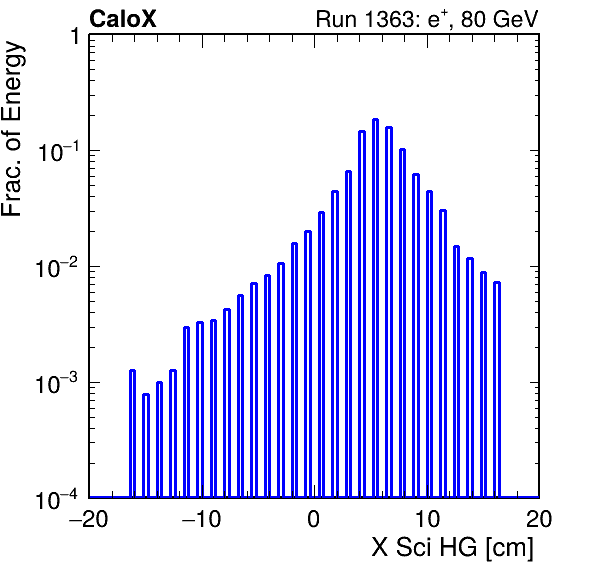 CaloX
Run 1363: e⁺, 80 GeV
Frac. of Energy
1
10⁻¹
10⁻²
10⁻³
10⁻⁴
−20
−10
0
10
20
X Sci HG [cm]